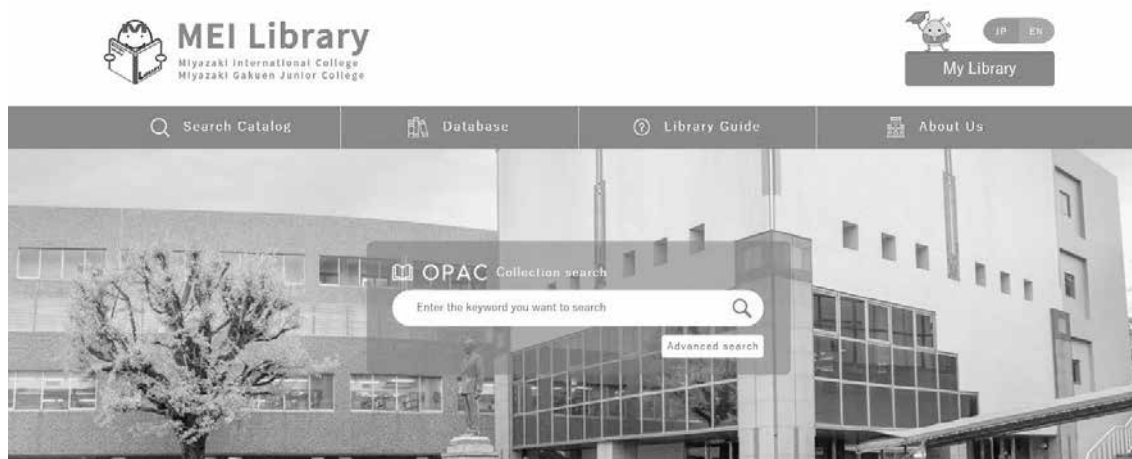 MEI Library
Miyazaki International College
Miyazaki Gakuen Junior College
JP EN
My Library
Search Catalog
Database
Library Guide
About Us
OPAC Collection search
Enter the keyword you want to search
Advanced search